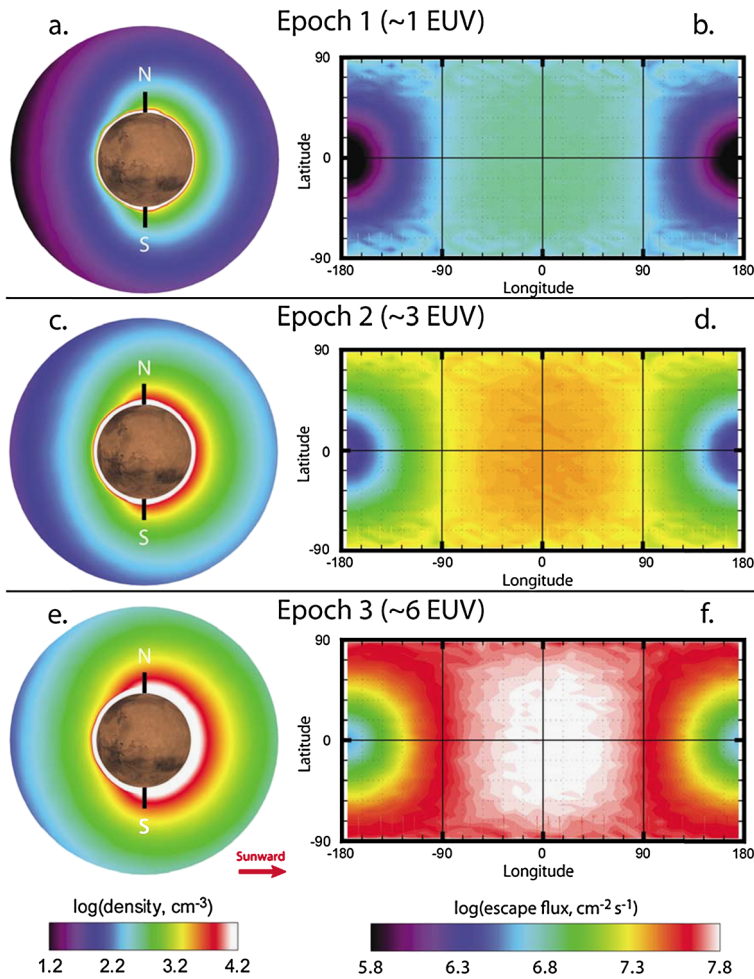 a.
Epoch 1 (~1 EUV)
b.
N
S
90
0
-90
Latitude
-180
-90
0
90
180
Longitude
c.
Epoch 2 (~3 EUV)
d.
N
S
90
0
-90
Latitude
-180
-90
0
90
180
Longitude
e.
Epoch 3 (~6 EUV)
f.
N
S
Sunward
90
0
-90
Latitude
-180
-90
0
90
180
Longitude
log(density, cm-3)
1.2 2.2 3.2 4.2
log(escape flux, cm-2 s-1)
5.8 6.3 6.8 7.3 7.8